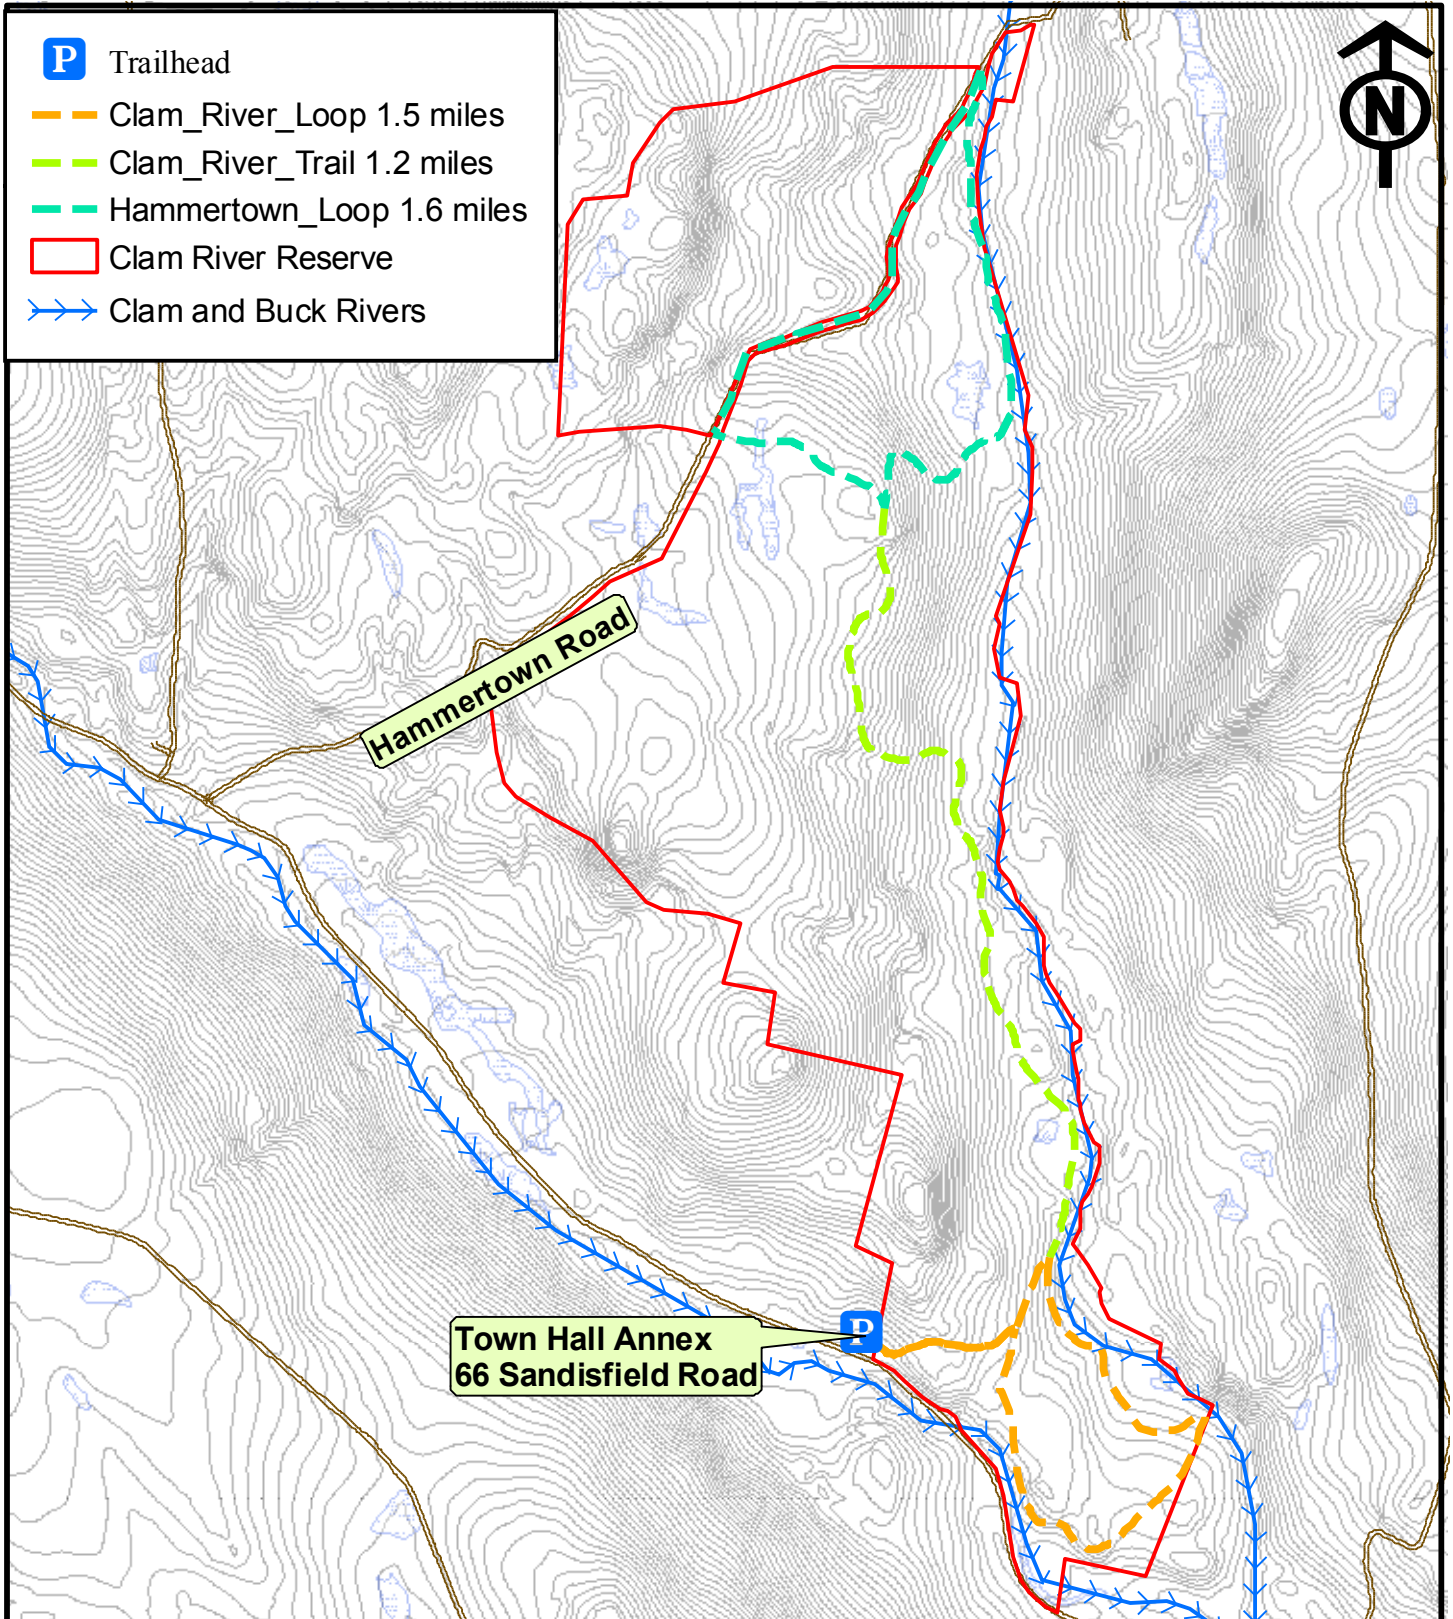 P Trailhead
Clam_River_Loop 1.5 miles
Clam_River_Trail 1.2 miles
Hammertown_Loop 1.6 miles
Clam River Reserve
Clam and Buck Rivers
N
Hammertown Road
P
Town Hall Annex
66 Sandisfield Road